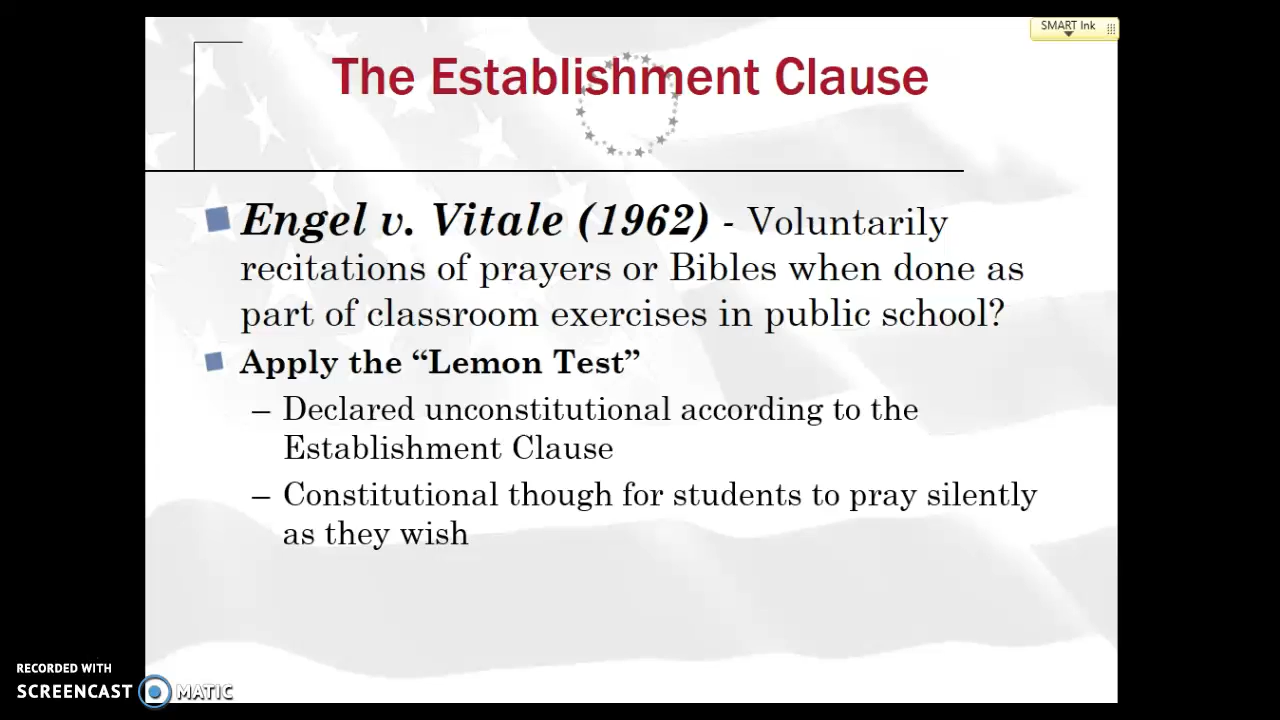 SMART Ink
The Establishment Clause
Engel v. Vitale (1962) - Voluntarily
recitations of prayers or Bibles when done as
part of classroom exercises in public school?
Apply the “Lemon Test”
– Declared unconstitutional according to the
Establishment Clause
– Constitutional though for students to pray silently
as they wish
RECORDED WITH
SCREENCAST MATIC